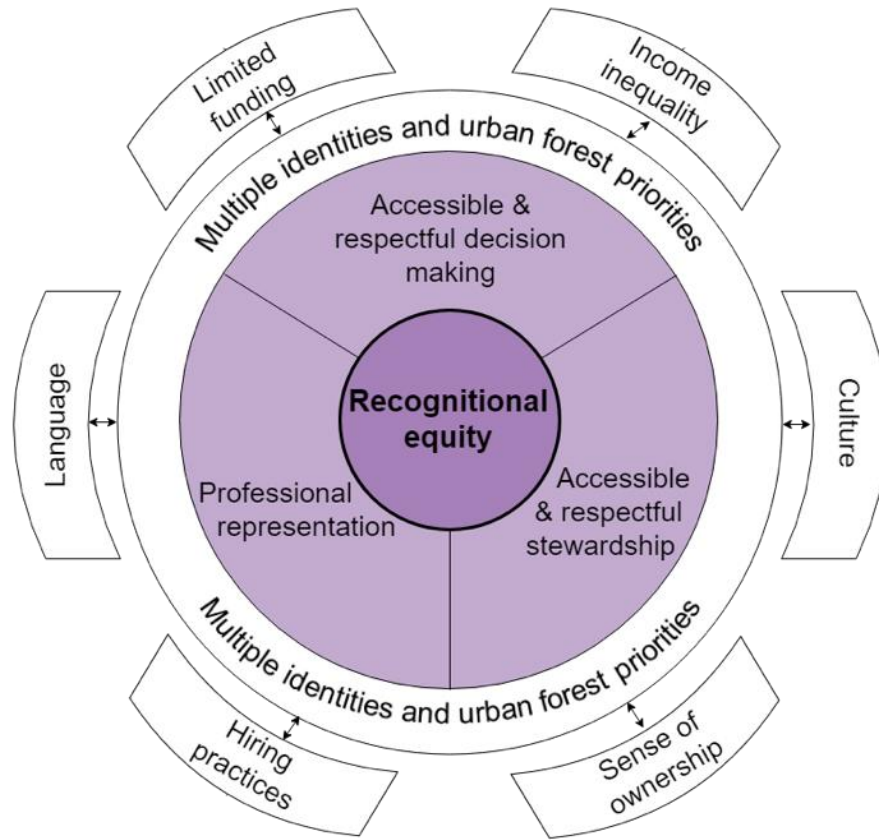 Limited
funding
Income
inequality
Multiple identities and urban forest priorities
Accessible &
respectful decision
making
Language
Recognitional
equity
Culture
Professional
representation
Accessible
& respectful
stewardship
Multiple identities and urban forest priorities
Hiring
practices
Sense of
ownership